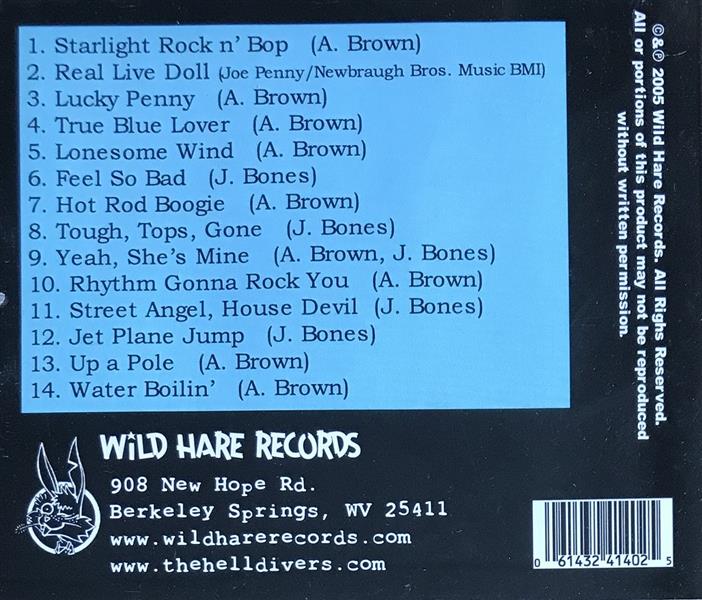 1. Starlight Rock n' Bop (A. Brown)
2. Real Live Doll (Joe Penny/Newbraugh Bros. Music BMI)
3. Lucky Penny (A. Brown)
4. True Blue Lover (A. Brown)
5. Lonesome Wind (A. Brown)
6. Feel So Bad (J. Bones)
7. Hot Rod Boogie (A. Brown)
8. Tough, Tops, Gone (J. Bones)
9. Yeah, She's Mine (A. Brown, J. Bones)
10. Rhythm Gonna Rock You (A. Brown)
11. Street Angel, House Devil (J. Bones)
12. Jet Plane Jump (J. Bones)
13. Up a Pole (A. Brown)
14. Water Boilin' (A. Brown)
©&℗ 2005 Wild Hare Records. All Righs Reserved.
All or portions of this product may not be reproduced
without written permission.
WiLD HARE RECORDS
908 New Hope Rd.
Berkeley Springs, WV 25411
www.wildharerecords.com
www.thehelldivers.com
0 61432 41402 5